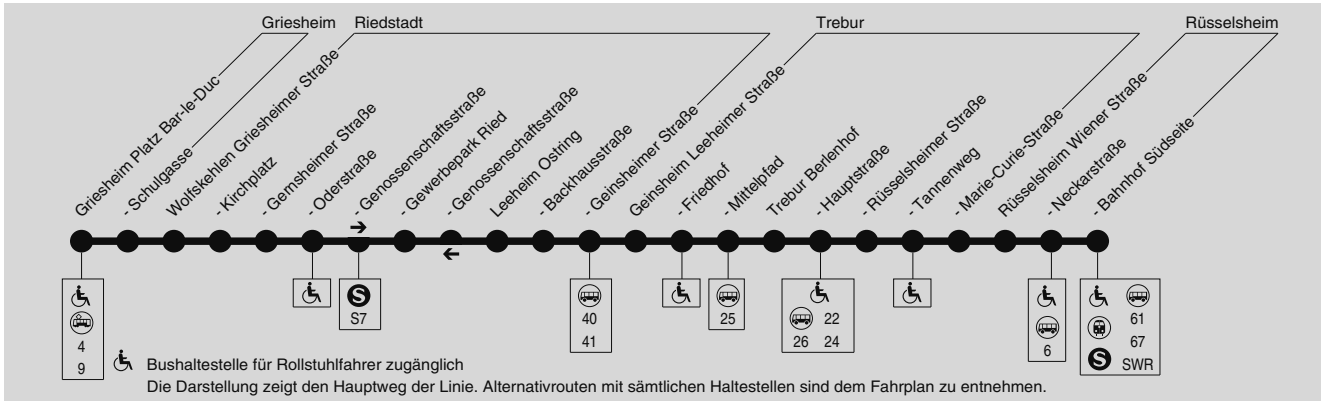 Griesheim Riedstadt Trebur Rüsselsheim
Griesheim Platz Bar-le-Duc
- Schulgasse
Wolfskehlen Griesheimer Straße
- Kirchplatz
- Gernsheimer Straße
- Oderstraße
- Genossenschaftsstraße
- Gewerbepark Ried
- Genossenschaftsstraße
Leeheim Ostring
- Backhausstraße
- Geinsheimer Straße
Geinsheim Leeheimer Straße
- Friedhof
- Mittelpfad
Trebur Berlenhof
- Hauptstraße
- Rüsselsheimer Straße
- Tannenweg
- Marie-Curie-Straße
Rüsselsheim Wiener Straße
- Neckarstraße
- Bahnhof Südseite
4
9
S
S7
40
41
25
22
26 24
6
61
67
S SWR
Bushaltestelle für Rollstuhlfahrer zugänglich
Die Darstellung zeigt den Hauptweg der Linie. Alternativrouten mit sämtlichen Haltestellen sind dem Fahrplan zu entnehmen.